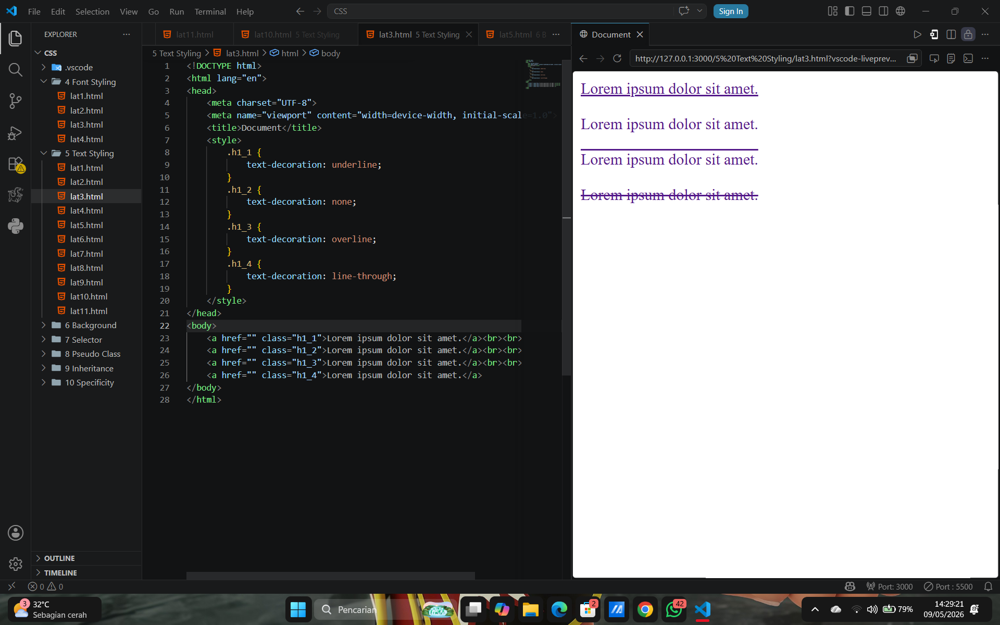 File Edit Selection View Go Run Terminal Help
CSS
Sign In
EXPLORER
CSS
.vscode
4 Font Styling
lat1.html
lat2.html
lat3.html
lat4.html
5 Text Styling
lat1.html
lat2.html
lat3.html
lat4.html
lat5.html
lat6.html
lat7.html
lat8.html
lat9.html
lat10.html
lat11.html
6 Background
7 Selector
8 Pseudo Class
9 Inheritance
10 Specificity
OUTLINE
TIMELINE
lat11.html
lat10.html 5 Text Styling
lat3.html 5 Text Styling
lat5.html 6 B
5 Text Styling > lat3.html > html > body
1 <!DOCTYPE html>
2 <html lang="en">
3 <head>
4 <meta charset="UTF-8">
5 <meta name="viewport" content="width=device-width, initial-scale=1.0">
6 <title>Document</title>
7 <style>
8 .h1_1 {
9 text-decoration: underline;
10 }
11 .h1_2 {
12 text-decoration: none;
13 }
14 .h1_3 {
15 text-decoration: overline;
16 }
17 .h1_4 {
18 text-decoration: line-through;
19 }
20 </style>
21 </head>
22 <body>
23 <a href="" class="h1_1">Lorem ipsum dolor sit amet.</a><br><br>
24 <a href="" class="h1_2">Lorem ipsum dolor sit amet.</a><br><br>
25 <a href="" class="h1_3">Lorem ipsum dolor sit amet.</a><br><br>
26 <a href="" class="h1_4">Lorem ipsum dolor sit amet.</a>
27 </body>
28 </html>
Document
http://127.0.0.1:3000/5%20Text%20Styling/lat3.html?vscode-liveprev...
Lorem ipsum dolor sit amet.
Lorem ipsum dolor sit amet.
Lorem ipsum dolor sit amet.
Lorem ipsum dolor sit amet.
0 0
Port: 3000
Port : 5500
3
32°C
Sebagian cerah
Pencarian
2
42
79%
14:29:21
09/05/2026